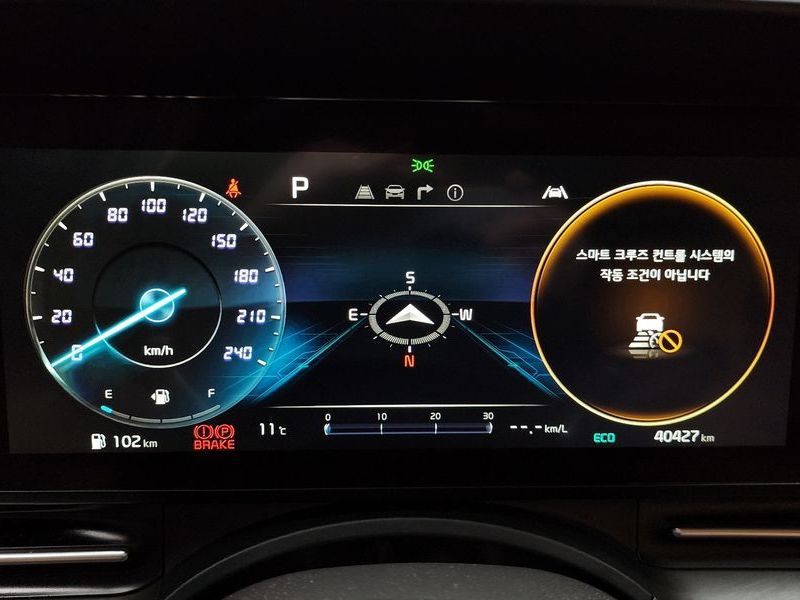 P
80 100 120
60 150
40 180
20 210
0 240
km/h
E F
S
E W
N
스마트 크루즈 컨트롤 시스템의
작동 조건이 아닙니다
102 km
(!) (P)
BRAKE
11℃
0 10 20 30
--.- km/L
ECO
40427 km